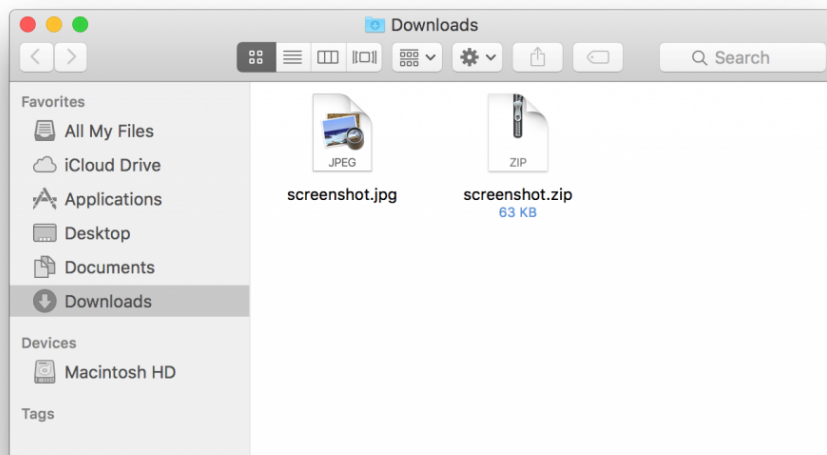 Downloads
Search
Favorites
All My Files
iCloud Drive
Applications
Desktop
Documents
Downloads
Devices
Macintosh HD
Tags
JPEG
ZIP
screenshot.jpg
screenshot.zip
63 KB